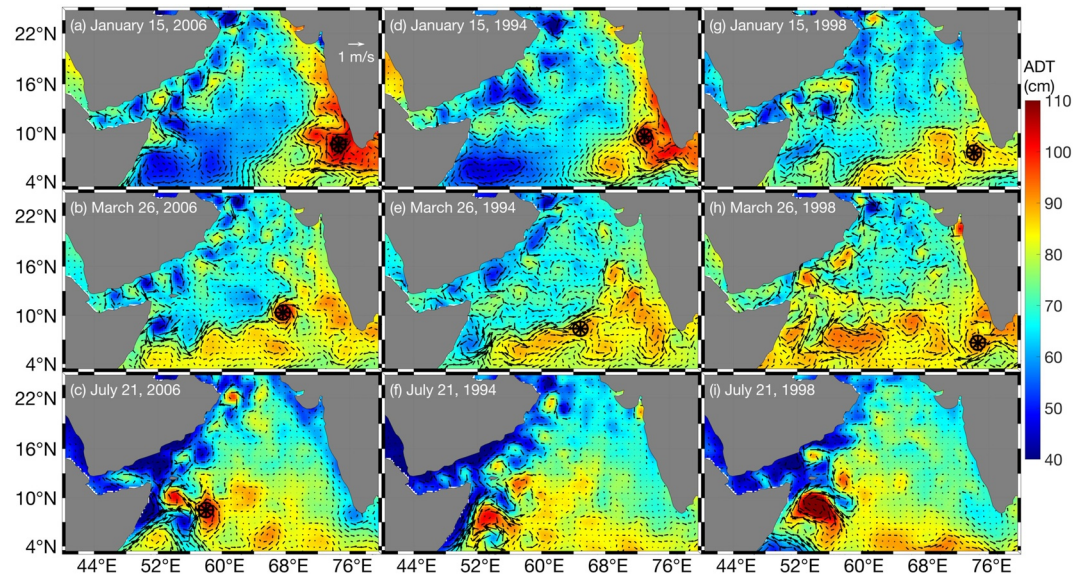 (a) January 15, 2006 (d) January 15, 1994 (g) January 15, 1998
22°N
1 m/s
ADT
(cm)
16°N
110
10°N
100
4°N
(b) March 26, 2006 (e) March 26, 1994 (h) March 26, 1998
90
22°N
80
16°N
70
10°N
60
4°N
(c) July 21, 2006 (f) July 21, 1994 (i) July 21, 1998
22°N
50
16°N
40
10°N
4°N
44°E 52°E 60°E 68°E 76°E 44°E 52°E 60°E 68°E 76°E 44°E 52°E 60°E 68°E 76°E